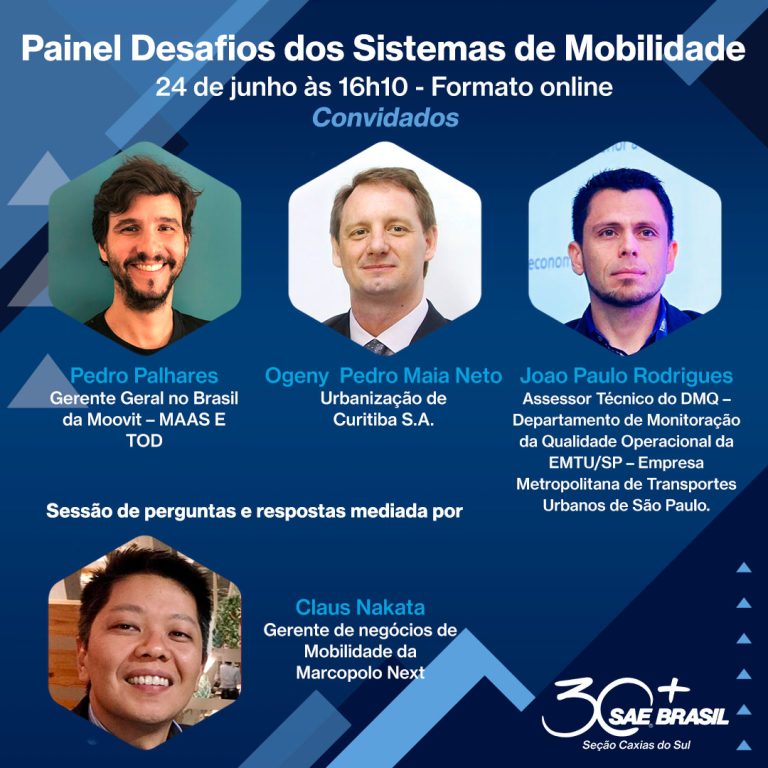 Painel Desafios dos Sistemas de Mobilidade
24 de junho às 16h10 - Formato online
Convidados
econom
Pedro Palhares
Gerente Geral no Brasil
da Moovit – MAAS E
TOD
Ogeny Pedro Maia Neto
Urbanização de
Curitiba S.A.
Joao Paulo Rodrigues
Assessor Técnico do DMQ –
Departamento de Monitoração
da Qualidade Operacional da
EMTU/SP – Empresa
Metropolitana de Transportes
Urbanos de São Paulo.
Sessão de perguntas e respostas mediada por
Claus Nakata
Gerente de negócios de
Mobilidade da
Marcopolo Next
30+
SAE BRASIL
Seção Caxias do Sul